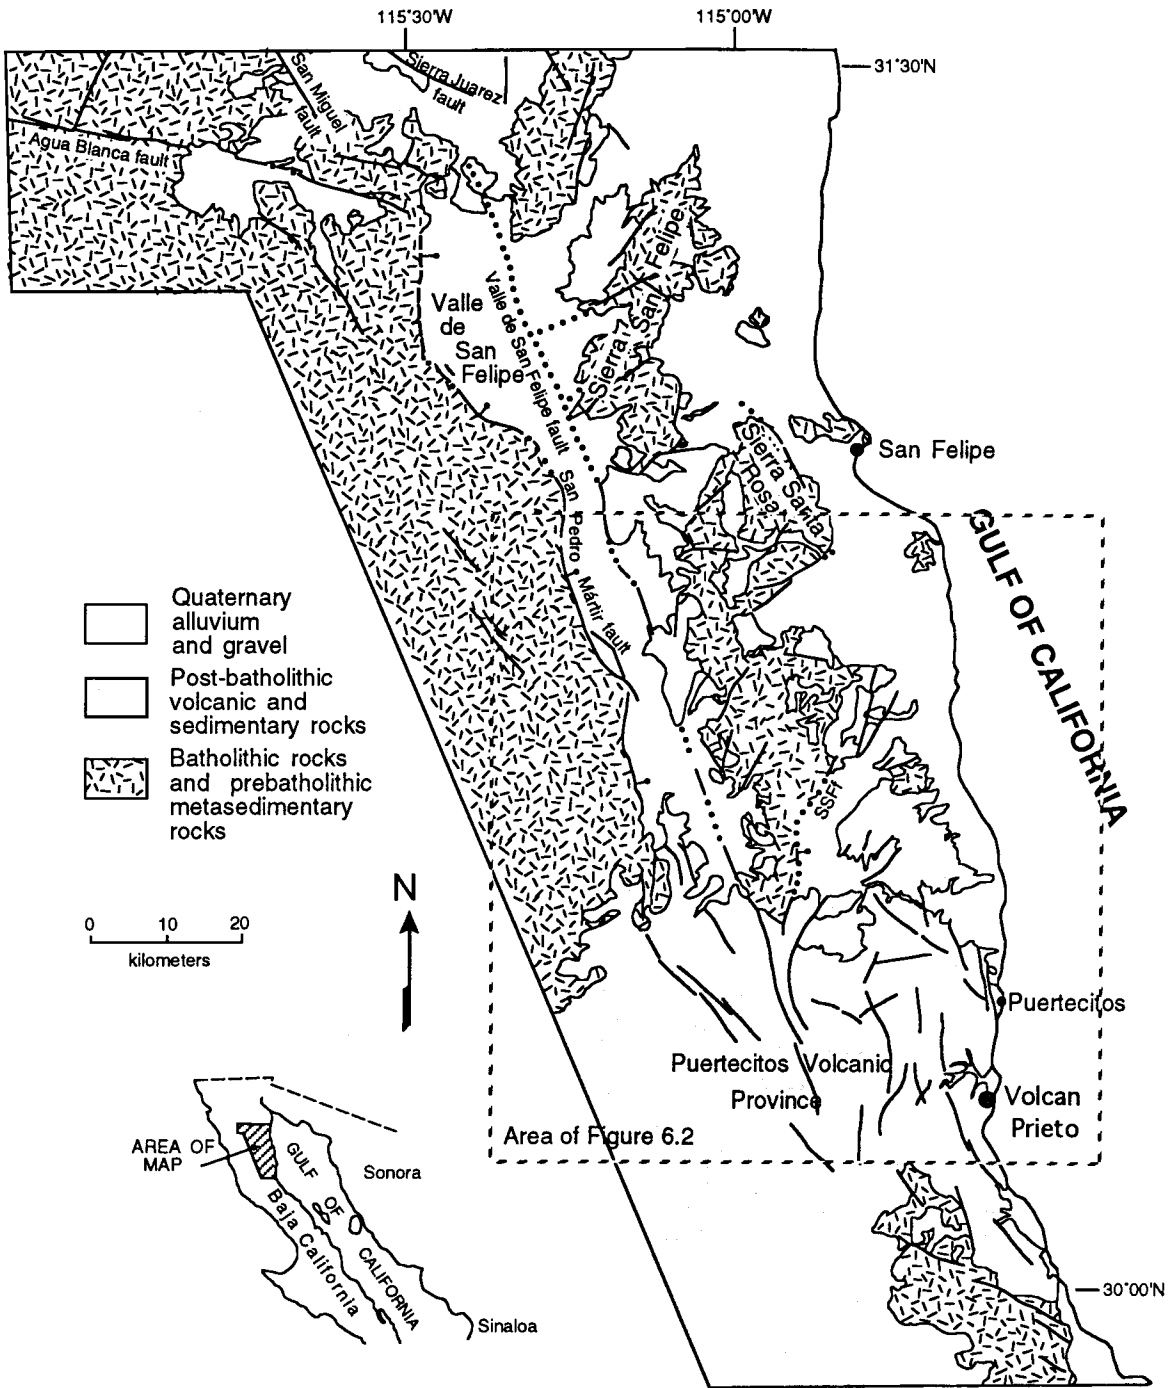 115°30'W
115°00'W
31°30'N
San Miguel
fault
Sierra Juarez
fault
Agua Blanca fault
Sierra San Felipe
Valle
de
San
Felipe
Valle de San Felipe fault
San Felipe
Sierra Santa
Rosa
San Pedro Mártir fault
GULF OF CALIFORNIA
Quaternary
alluvium
and gravel
Post-batholithic
volcanic and
sedimentary rocks
Batholithic rocks
and prebatholithic
metasedimentary
rocks
SSFf
N
0 10 20
kilometers
Puertecitos
Puertecitos Volcanic
Province
Volcan
Prieto
Area of Figure 6.2
AREA OF
MAP
GULF
OF
CALIFORNIA
Sonora
Baja California
Sinaloa
30°00'N